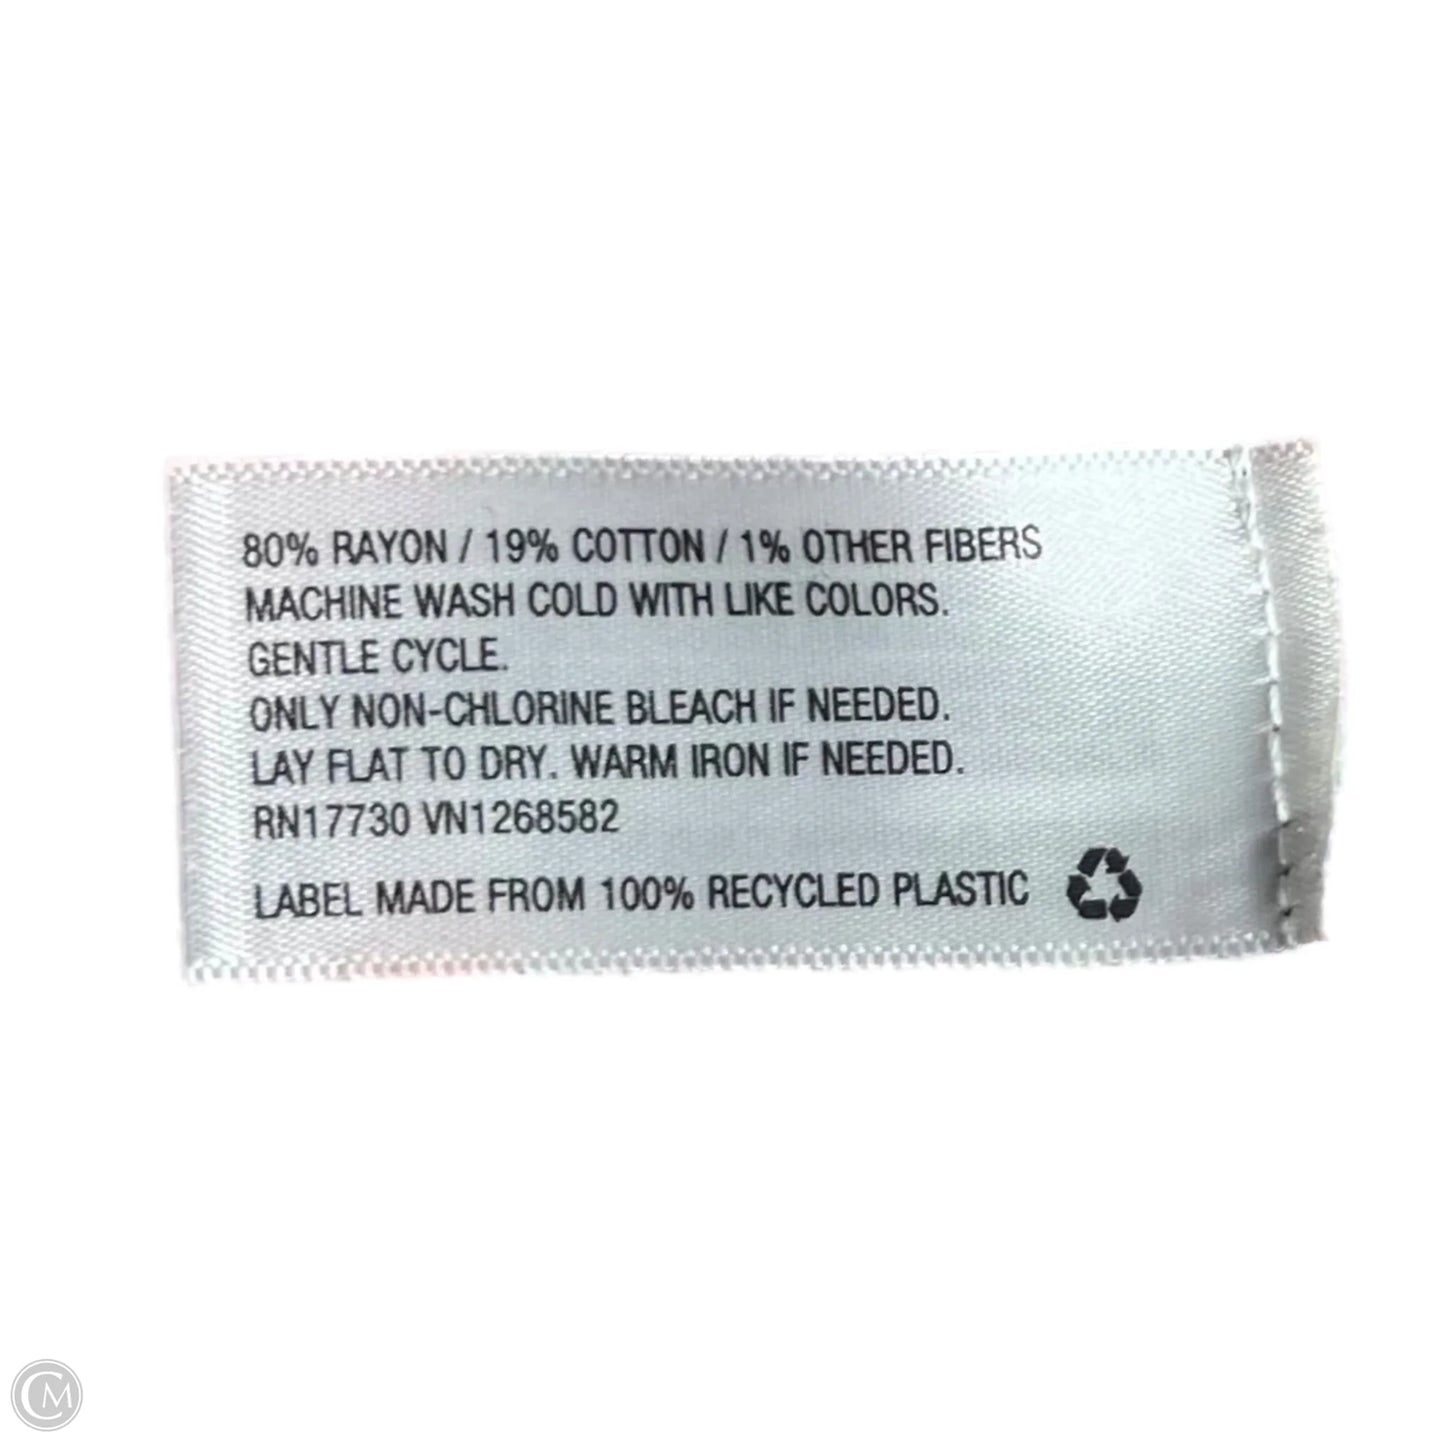 80% RAYON / 19% COTTON / 1% OTHER FIBERS
MACHINE WASH COLD WITH LIKE COLORS.
GENTLE CYCLE.
ONLY NON-CHLORINE BLEACH IF NEEDED.
LAY FLAT TO DRY. WARM IRON IF NEEDED.
RN17730 VN1268582
LABEL MADE FROM 100% RECYCLED PLASTIC
CM